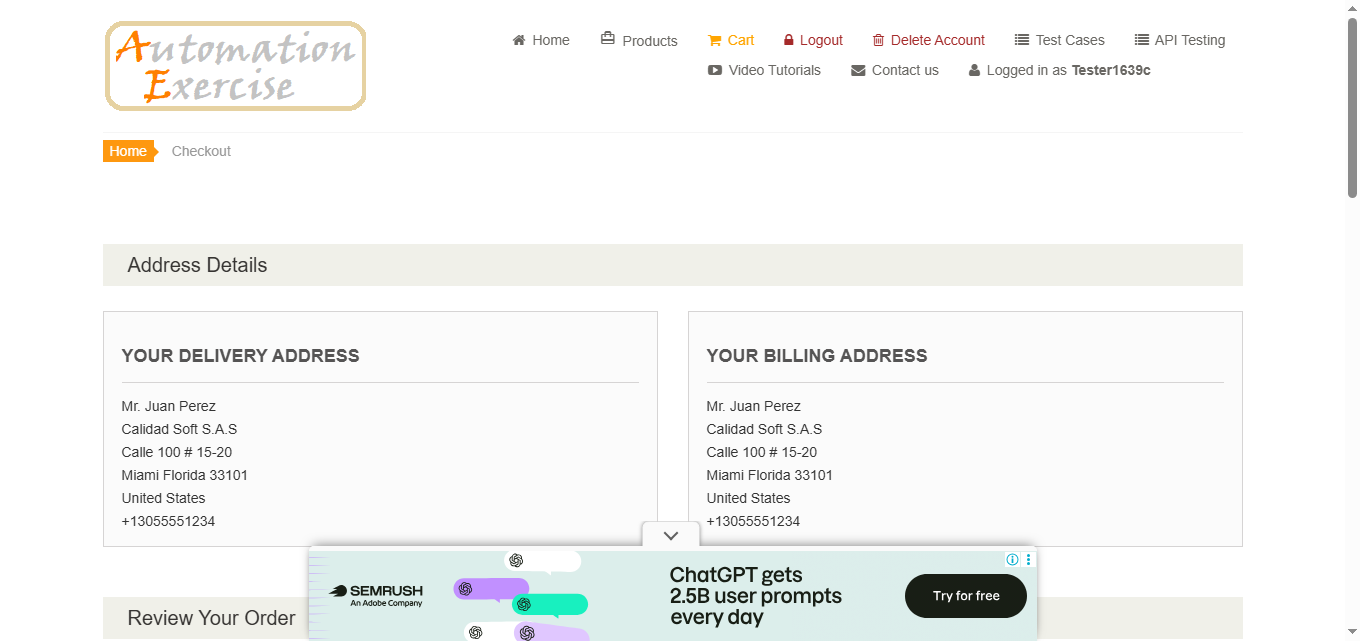 Automation
Exercise
Home
Products
Cart
Logout
Delete Account
Test Cases
API Testing
Video Tutorials
Contact us
Logged in as Tester1639c
Home
Checkout
Address Details
YOUR DELIVERY ADDRESS
Mr. Juan Perez
Calidad Soft S.A.S
Calle 100 # 15-20
Miami Florida 33101
United States
+13055551234
YOUR BILLING ADDRESS
Mr. Juan Perez
Calidad Soft S.A.S
Calle 100 # 15-20
Miami Florida 33101
United States
+13055551234
Review Your Order
SEMRUSH
An Adobe Company
ChatGPT gets
2.5B user prompts
every day
Try for free